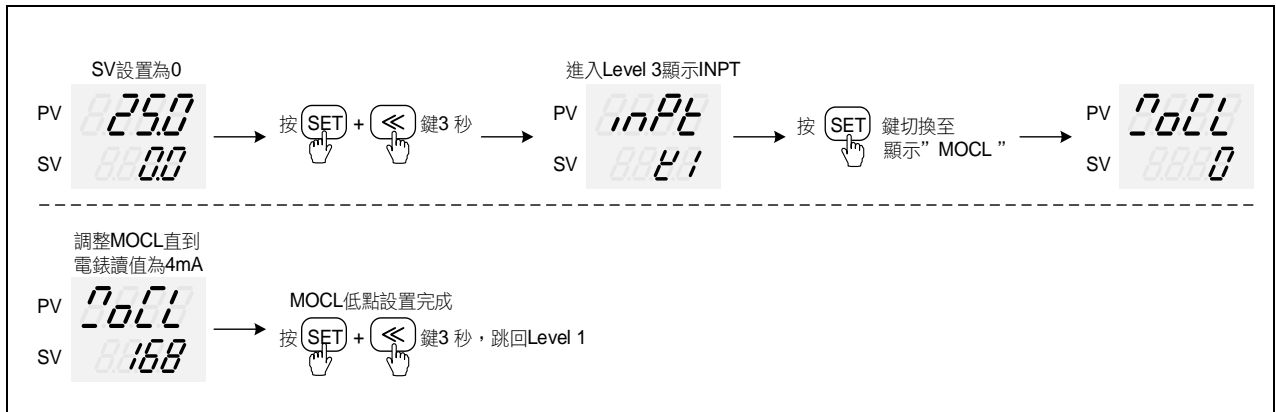 SV設置為0
PV 25.0
SV 0.0
按 SET + ≪ 鍵3 秒
進入Level 3顯示INPT
PV inPt
SV K1
按 SET 鍵切換至
顯示” MOCL ”
PV MoCL
SV 0
調整MOCL直到
電錶讀值為4mA
PV MoCL
SV 168
MOCL低點設置完成
按 SET + ≪ 鍵3 秒，跳回Level 1